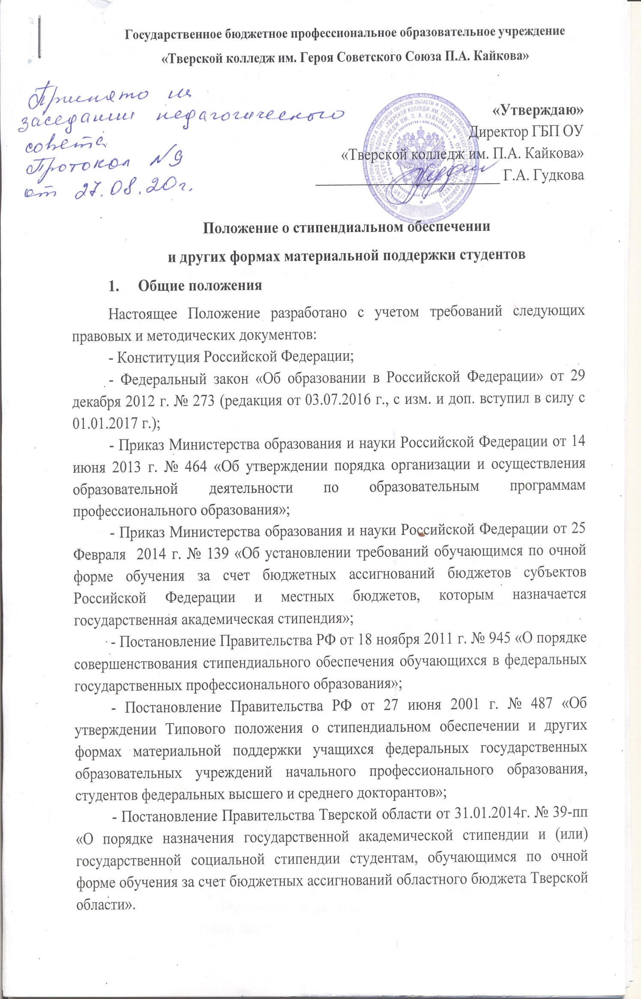 Государственное бюджетное профессиональное образовательное учреждение
«Тверской колледж им. Героя Советского Союза П.А. Кайкова»
Принято на
заседании педагогического
совета
Протокол №9
от 27.08.20г.
«Утверждаю»
Директор ГБП ОУ
«Тверской колледж им. П.А. Кайкова»
Г.А. Гудкова
Положение о стипендиальном обеспечении
и других формах материальной поддержки студентов
1. Общие положения
Настоящее Положение разработано с учетом требований следующих
правовых и методических документов:
- Конституция Российской Федерации;
- Федеральный закон «Об образовании в Российской Федерации» от 29
декабря 2012 г. № 273 (редакция от 03.07.2016 г., с изм. и доп. вступил в силу с
01.01.2017 г.);
- Приказ Министерства образования и науки Российской Федерации от 14
июня 2013 г. № 464 «Об утверждении порядка организации и осуществления
образовательной деятельности по образовательным программам
профессионального образования»;
- Приказ Министерства образования и науки Российской Федерации от 25
Февраля 2014 г. № 139 «Об установлении требований обучающимся по очной
форме обучения за счет бюджетных ассигнований бюджетов субъектов
Российской Федерации и местных бюджетов, которым назначается
государственная академическая стипендия»;
- Постановление Правительства РФ от 18 ноября 2011 г. № 945 «О порядке
совершенствования стипендиального обеспечения обучающихся в федеральных
государственных профессионального образования»;
- Постановление Правительства РФ от 27 июня 2001 г. № 487 «Об
утверждении Типового положения о стипендиальном обеспечении и других
формах материальной поддержки учащихся федеральных государственных
образовательных учреждений начального профессионального образования,
студентов федеральных высшего и среднего докторантов»;
- Постановление Правительства Тверской области от 31.01.2014г. № 39-пп
«О порядке назначения государственной академической стипендии и (или)
государственной социальной стипендии студентам, обучающимся по очной
форме обучения за счет бюджетных ассигнований областного бюджета Тверской
области».